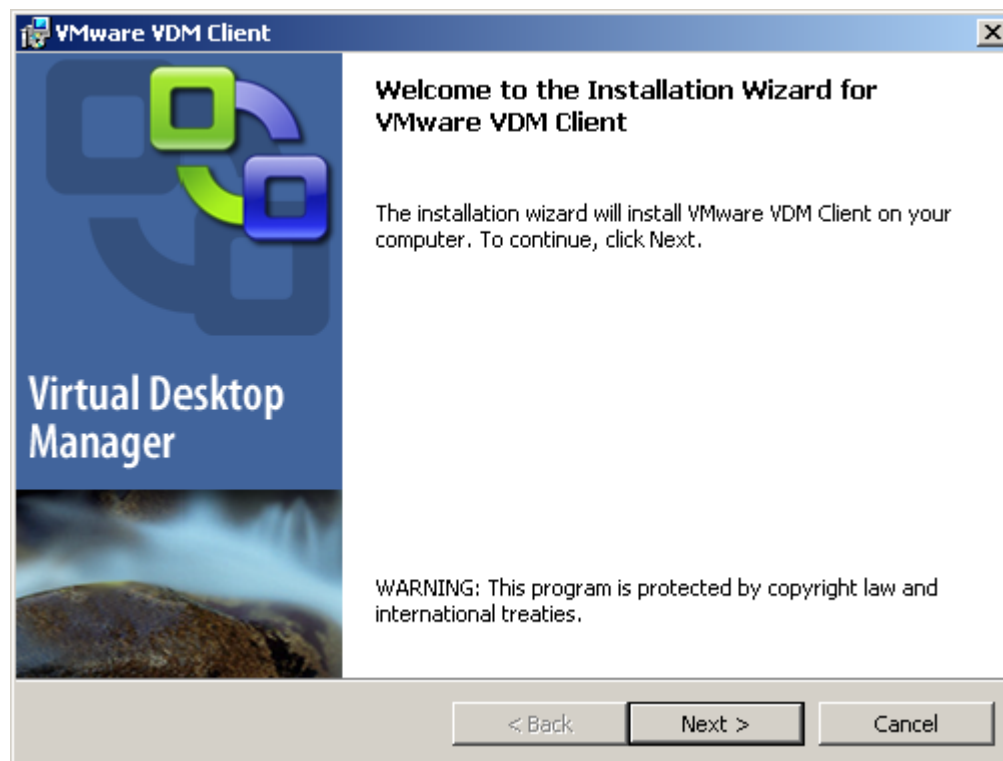 VMware VDM Client
Welcome to the Installation Wizard for
VMware VDM Client
The installation wizard will install VMware VDM Client on your
computer. To continue, click Next.
Virtual Desktop
Manager
WARNING: This program is protected by copyright law and
international treaties.
< Back
Next >
Cancel